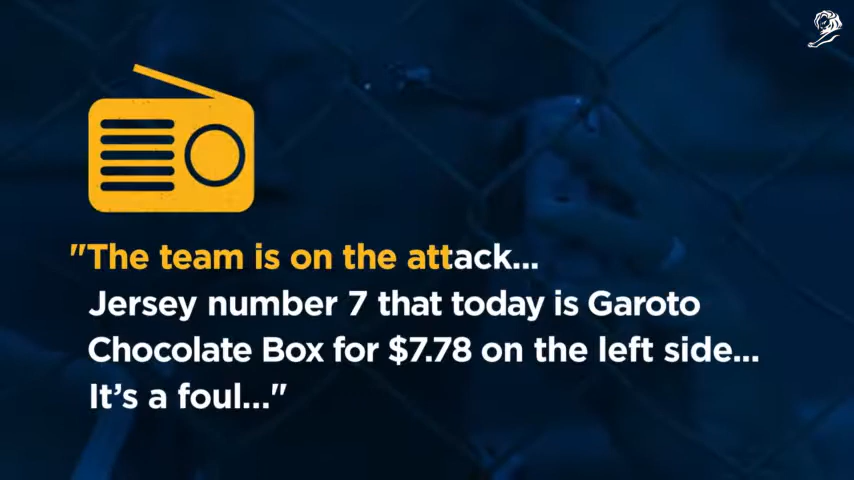 "The team is on the attack...
Jersey number 7 that today is Garoto
Chocolate Box for $7.78 on the left side...
It's a foul..."